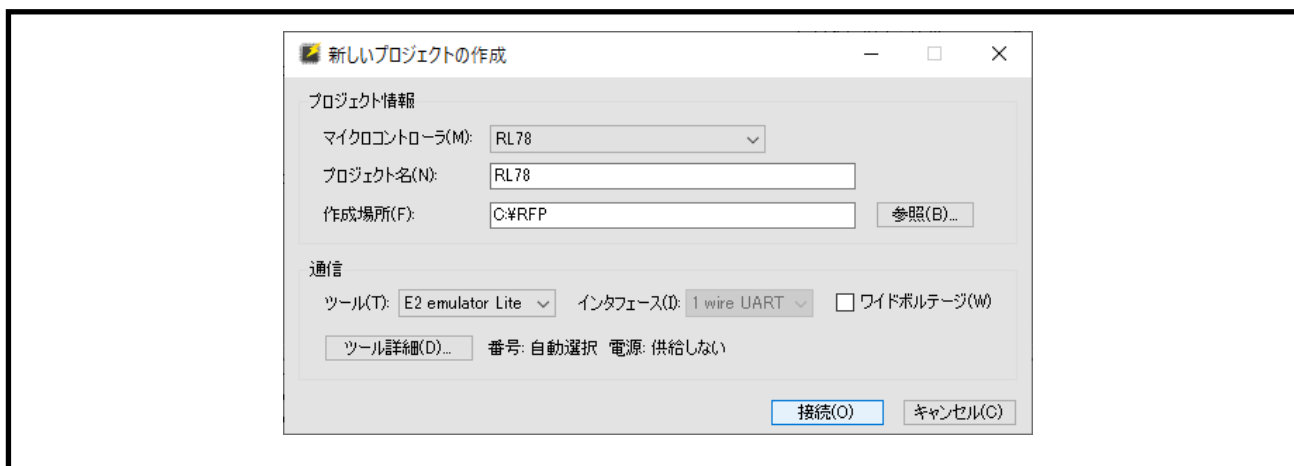 新しいプロジェクトの作成
プロジェクト情報
マイクロコントローラ(M): RL78
プロジェクト名(N): RL78
作成場所(F): C:¥RFP 参照(B)...
通信
ツール(T): E2 emulator Lite インタフェース(I): 1 wire UART ワイドボルテージ(W)
ツール詳細(D)... 番号: 自動選択 電源: 供給しない
接続(O) キャンセル(C)